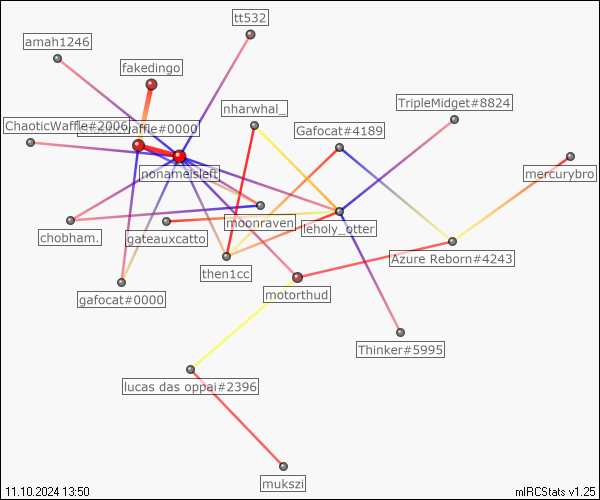 tt532
amah1246
fakedingo
TripleMidget#8824
nharwhal_
ChaoticWaffle#2006
waffle#0000
Gafocat#4189
nonameisleft
mercurybro
moonraven
leholy_otter
chobham.
gateauxcatto
Azure Reborn#4243
then1cc
gafocat#0000
motorthud
Thinker#5995
lucas das oppai#2396
mukszi
11.10.2024 13:50
mIRCStats v1.25